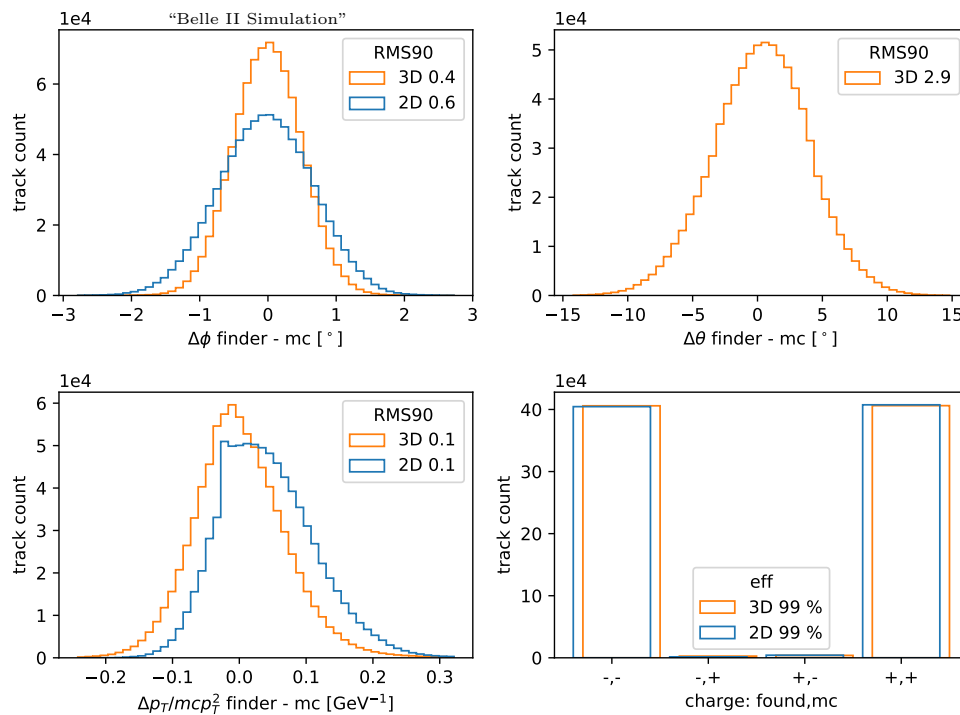 “Belle II Simulation”
1e4
track count
6
4
2
0
RMS90
3D 0.4
2D 0.6
−3 −2 −1 0 1 2 3
Δϕ finder - mc [°]
1e4
track count
5
4
3
2
1
0
RMS90
3D 2.9
−15 −10 −5 0 5 10 15
Δθ finder - mc [°]
1e4
track count
6
5
4
3
2
1
0
RMS90
3D 0.1
2D 0.1
−0.2 −0.1 0.0 0.1 0.2 0.3
Δp_T/mcp_T^2 finder - mc [GeV⁻¹]
1e4
track count
40
20
0
eff
3D 99 %
2D 99 %
-,- -,+ +,- +,+
charge: found,mc